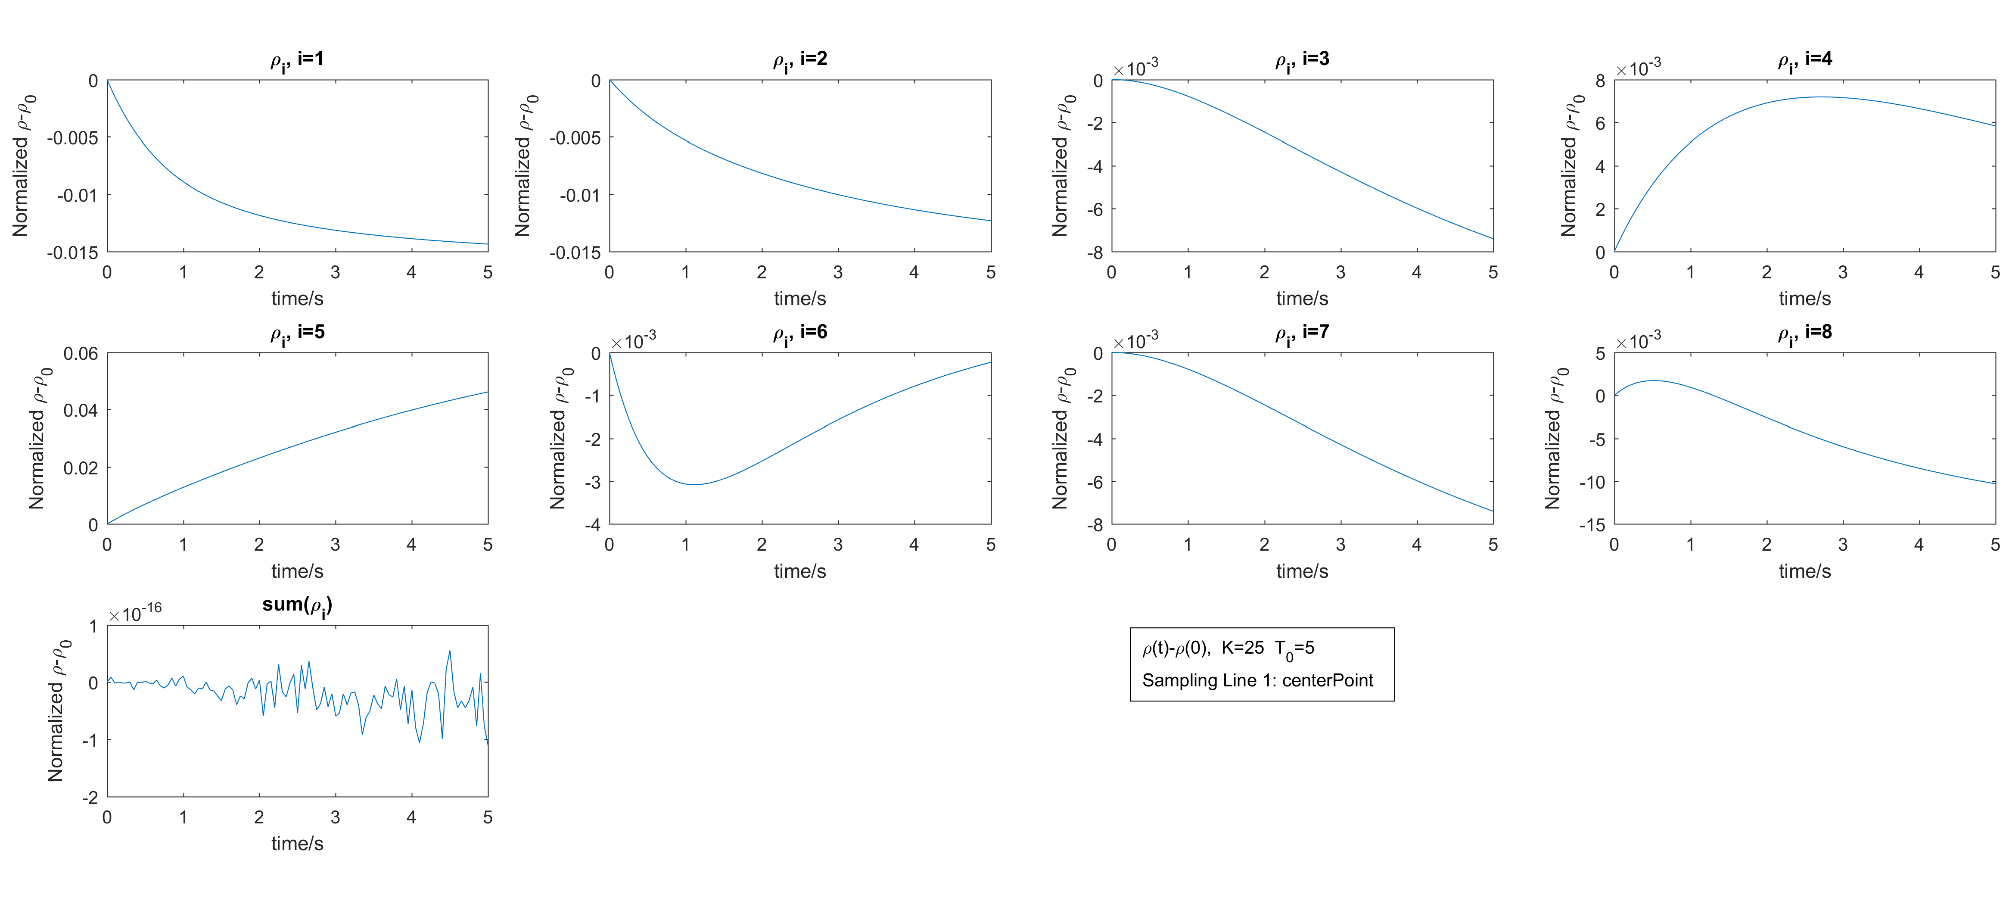 ρi, i=1
Normalized ρ-ρ0
0
-0.005
-0.01
-0.015
0 1 2 3 4 5
time/s
ρi, i=2
Normalized ρ-ρ0
0
-0.005
-0.01
-0.015
0 1 2 3 4 5
time/s
ρi, i=3
×10-3
Normalized ρ-ρ0
0
-2
-4
-6
-8
0 1 2 3 4 5
time/s
ρi, i=4
×10-3
Normalized ρ-ρ0
8
6
4
2
0
0 1 2 3 4 5
time/s
ρi, i=5
Normalized ρ-ρ0
0.06
0.04
0.02
0
0 1 2 3 4 5
time/s
ρi, i=6
×10-3
Normalized ρ-ρ0
0
-1
-2
-3
-4
0 1 2 3 4 5
time/s
ρi, i=7
×10-3
Normalized ρ-ρ0
0
-2
-4
-6
-8
0 1 2 3 4 5
time/s
ρi, i=8
×10-3
Normalized ρ-ρ0
5
0
-5
-10
-15
0 1 2 3 4 5
time/s
sum(ρi)
×10-16
Normalized ρ-ρ0
1
0
-1
-2
0 1 2 3 4 5
time/s
ρ(t)-ρ(0), K=25 T0=5
Sampling Line 1: centerPoint